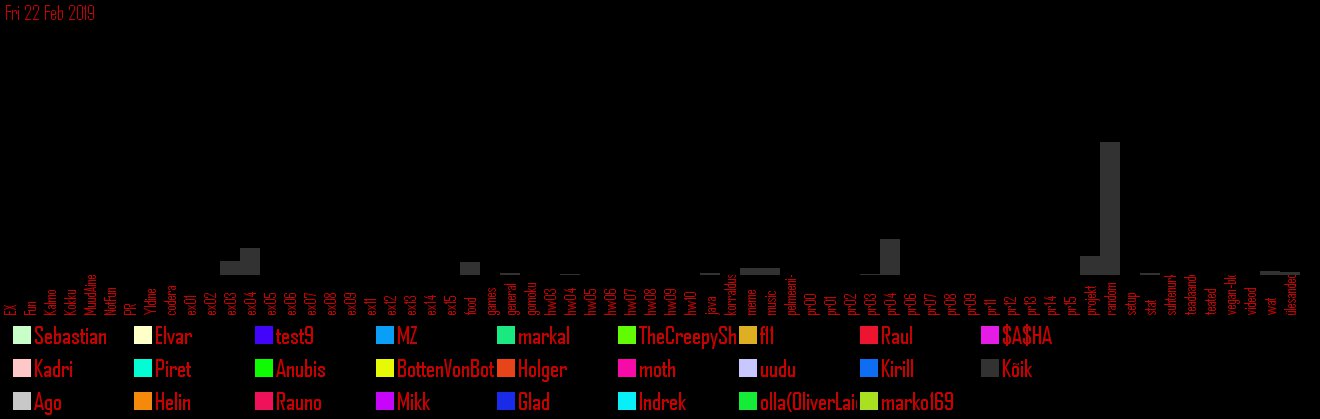 Fri 22 Feb 2019
EX
Fun
Kalmo
Kokku
MuudAine
NotFun
PR
Yldine
codera
ex01
ex02
ex03
ex04
ex05
ex06
ex07
ex08
ex09
ex11
ex12
ex13
ex14
ex15
food
games
general
gomoku
hw03
hw04
hw05
hw06
hw07
hw08
hw09
hw10
java
korraldus
meme
music
pelmeeni-
pr00
pr01
pr02
pr03
pr04
pr06
pr07
pr08
pr09
pr11
pr12
pr13
pr14
pr15
projekt
random
setup
stat
suhtenurk
teadaande
tested
vegan-bu
videod
wat
ülesanded
Sebastian Elvar test9 MZ markal TheCreepySh fl1 Raul $A$HA
Kadri Piret Anubis BottenVonBot Holger moth uudu Kirill Kõik
Ago Helin Rauno Mikk Glad Indrek olla(OliverLai marko169